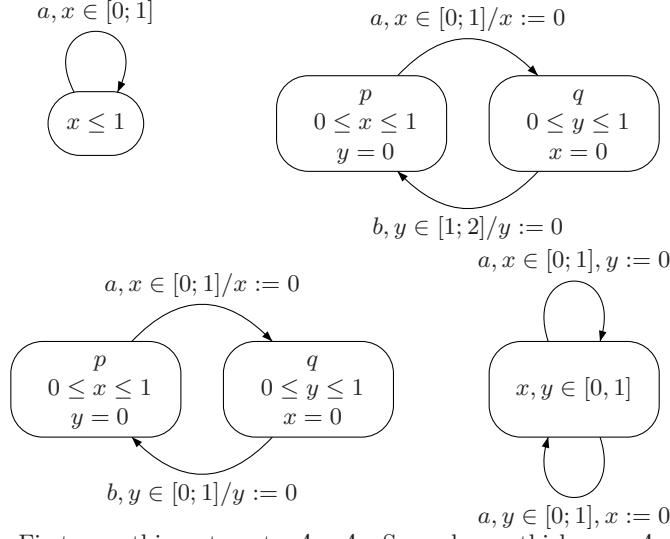 a, x ∈ [0; 1]
x ≤ 1
a, x ∈ [0; 1]/x := 0
p
0 ≤ x ≤ 1
y = 0
q
0 ≤ y ≤ 1
x = 0
b, y ∈ [1; 2]/y := 0
a, x ∈ [0; 1]/x := 0
p
0 ≤ x ≤ 1
y = 0
q
0 ≤ y ≤ 1
x = 0
b, y ∈ [0; 1]/y := 0
a, x ∈ [0; 1], y := 0
x, y ∈ [0, 1]
a, y ∈ [0; 1], x := 0